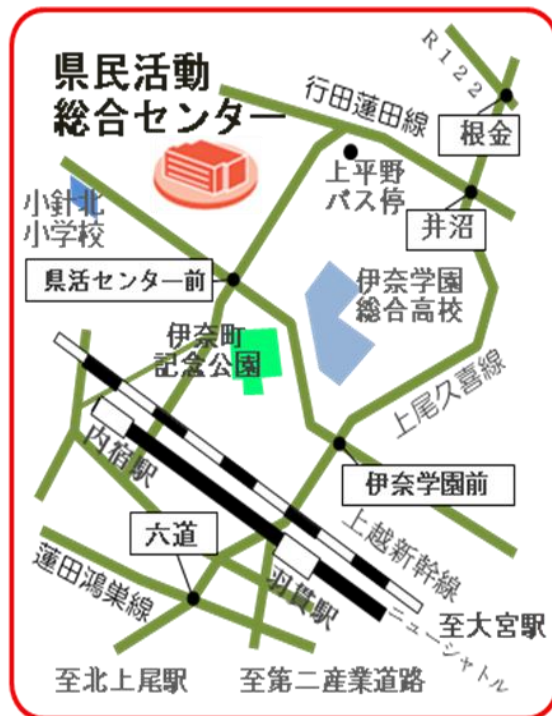 県民活動
総合センター
R122
行田蓮田線
根金
上平野
バス停
小針北
小学校
井沼
県活センター前
伊奈学園
総合高校
伊奈町
記念公園
上尾久喜線
内宿駅
伊奈学園前
六道
上越新幹線
蓮田鴻巣線
羽貫駅
ニューシャトル
至大宮駅
至北上尾駅
至第二産業道路